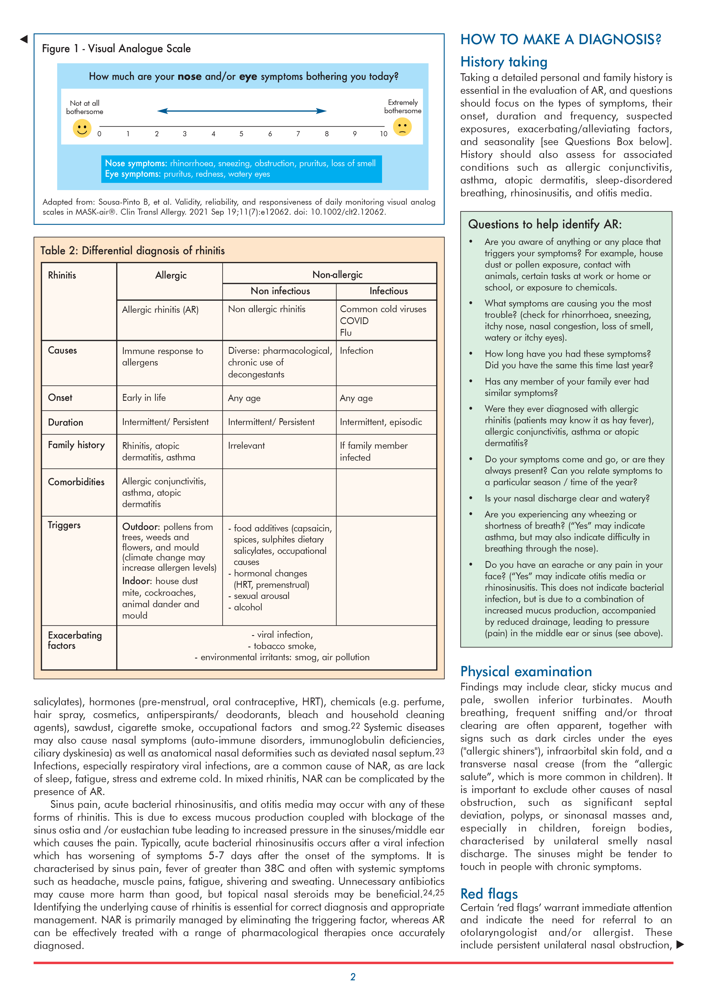 Figure 1 - Visual Analogue Scale
How much are your nose and/or eye symptoms bothering you today?
Not at all
bothersome
Extremely
bothersome
0 1 2 3 4 5 6 7 8 9 10
Nose symptoms: rhinorrhoea, sneezing, obstruction, pruritus, loss of smell
Eye symptoms: pruritus, redness, watery eyes
Adapted from: Sousa-Pinto B, et al. Validity, reliability, and responsiveness of daily monitoring visual analog
scales in MASK-air®. Clin Transl Allergy. 2021 Sep 19;11(7):e12062. doi: 10.1002/clt2.12062.
Table 2: Differential diagnosis of rhinitis
Rhinitis
Allergic
Non-allergic
Non infectious
Infectious
Allergic rhinitis (AR)
Non allergic rhinitis
Common cold viruses
COVID
Flu
Causes
Immune response to
allergens
Diverse: pharmacological,
chronic use of
decongestants
Infection
Onset
Early in life
Any age
Any age
Duration
Intermittent/ Persistent
Intermittent/ Persistent
Intermittent, episodic
Family history
Rhinitis, atopic
dermatitis, asthma
Irrelevant
If family member
infected
Comorbidities
Allergic conjunctivitis,
asthma, atopic
dermatitis
Triggers
Outdoor: pollens from
trees, weeds and
flowers, and mould
(climate change may
increase allergen levels)
Indoor: house dust
mite, cockroaches,
animal dander and
mould
- food additives (capsaicin,
spices, sulphites dietary
salicylates, occupational
causes
- hormonal changes
(HRT, premenstrual)
- sexual arousal
- alcohol
Exacerbating
factors
- viral infection,
- tobacco smoke,
- environmental irritants: smog, air pollution
salicylates), hormones (pre-menstrual, oral contraceptive, HRT), chemicals (e.g. perfume,
hair spray, cosmetics, antiperspirants/ deodorants, bleach and household cleaning
agents), sawdust, cigarette smoke, occupational factors and smog.22 Systemic diseases
may also cause nasal symptoms (auto-immune disorders, immunoglobulin deficiencies,
ciliary dyskinesia) as well as anatomical nasal deformities such as deviated nasal septum.23
Infections, especially respiratory viral infections, are a common cause of NAR, as are lack
of sleep, fatigue, stress and extreme cold. In mixed rhinitis, NAR can be complicated by the
presence of AR.
Sinus pain, acute bacterial rhinosinusitis, and otitis media may occur with any of these
forms of rhinitis. This is due to excess mucous production coupled with blockage of the
sinus ostia and /or eustachian tube leading to increased pressure in the sinuses/middle ear
which causes the pain. Typically, acute bacterial rhinosinusitis occurs after a viral infection
which has worsening of symptoms 5-7 days after the onset of the symptoms. It is
characterised by sinus pain, fever of greater than 38C and often with systemic symptoms
such as headache, muscle pains, fatigue, shivering and sweating. Unnecessary antibiotics
may cause more harm than good, but topical nasal steroids may be beneficial.24,25
Identifying the underlying cause of rhinitis is essential for correct diagnosis and appropriate
management. NAR is primarily managed by eliminating the triggering factor, whereas AR
can be effectively treated with a range of pharmacological therapies once accurately
diagnosed.
HOW TO MAKE A DIAGNOSIS?
History taking
Taking a detailed personal and family history is
essential in the evaluation of AR, and questions
should focus on the types of symptoms, their
onset, duration and frequency, suspected
exposures, exacerbating/alleviating factors,
and seasonality [see Questions Box below].
History should also assess for associated
conditions such as allergic conjunctivitis,
asthma, atopic dermatitis, sleep-disordered
breathing, rhinosinusitis, and otitis media.
Questions to help identify AR:
• Are you aware of anything or any place that
triggers your symptoms? For example, house
dust or pollen exposure, contact with
animals, certain tasks at work or home or
school, or exposure to chemicals.
• What symptoms are causing you the most
trouble? (check for rhinorrhoea, sneezing,
itchy nose, nasal congestion, loss of smell,
watery or itchy eyes).
• How long have you had these symptoms?
Did you have the same this time last year?
• Has any member of your family ever had
similar symptoms?
• Were they ever diagnosed with allergic
rhinitis (patients may know it as hay fever),
allergic conjunctivitis, asthma or atopic
dermatitis?
• Do your symptoms come and go, or are they
always present? Can you relate symptoms to
a particular season / time of the year?
• Is your nasal discharge clear and watery?
• Are you experiencing any wheezing or
shortness of breath? (“Yes” may indicate
asthma, but may also indicate difficulty in
breathing through the nose).
• Do you have an earache or any pain in your
face? (“Yes” may indicate otitis media or
rhinosinusitis. This does not indicate bacterial
infection, but is due to a combination of
increased mucus production, accompanied
by reduced drainage, leading to pressure
(pain) in the middle ear or sinus (see above).
Physical examination
Findings may include clear, sticky mucus and
pale, swollen inferior turbinates. Mouth
breathing, frequent sniffing and/or throat
clearing are often apparent, together with
signs such as dark circles under the eyes
("allergic shiners"), infraorbital skin fold, and a
transverse nasal crease (from the “allergic
salute”, which is more common in children). It
is important to exclude other causes of nasal
obstruction, such as significant septal
deviation, polyps, or sinonasal masses and,
especially in children, foreign bodies,
characterised by unilateral smelly nasal
discharge. The sinuses might be tender to
touch in people with chronic symptoms.
Red flags
Certain ‘red flags’ warrant immediate attention
and indicate the need for referral to an
otolaryngologist and/or allergist. These
include persistent unilateral nasal obstruction,
2